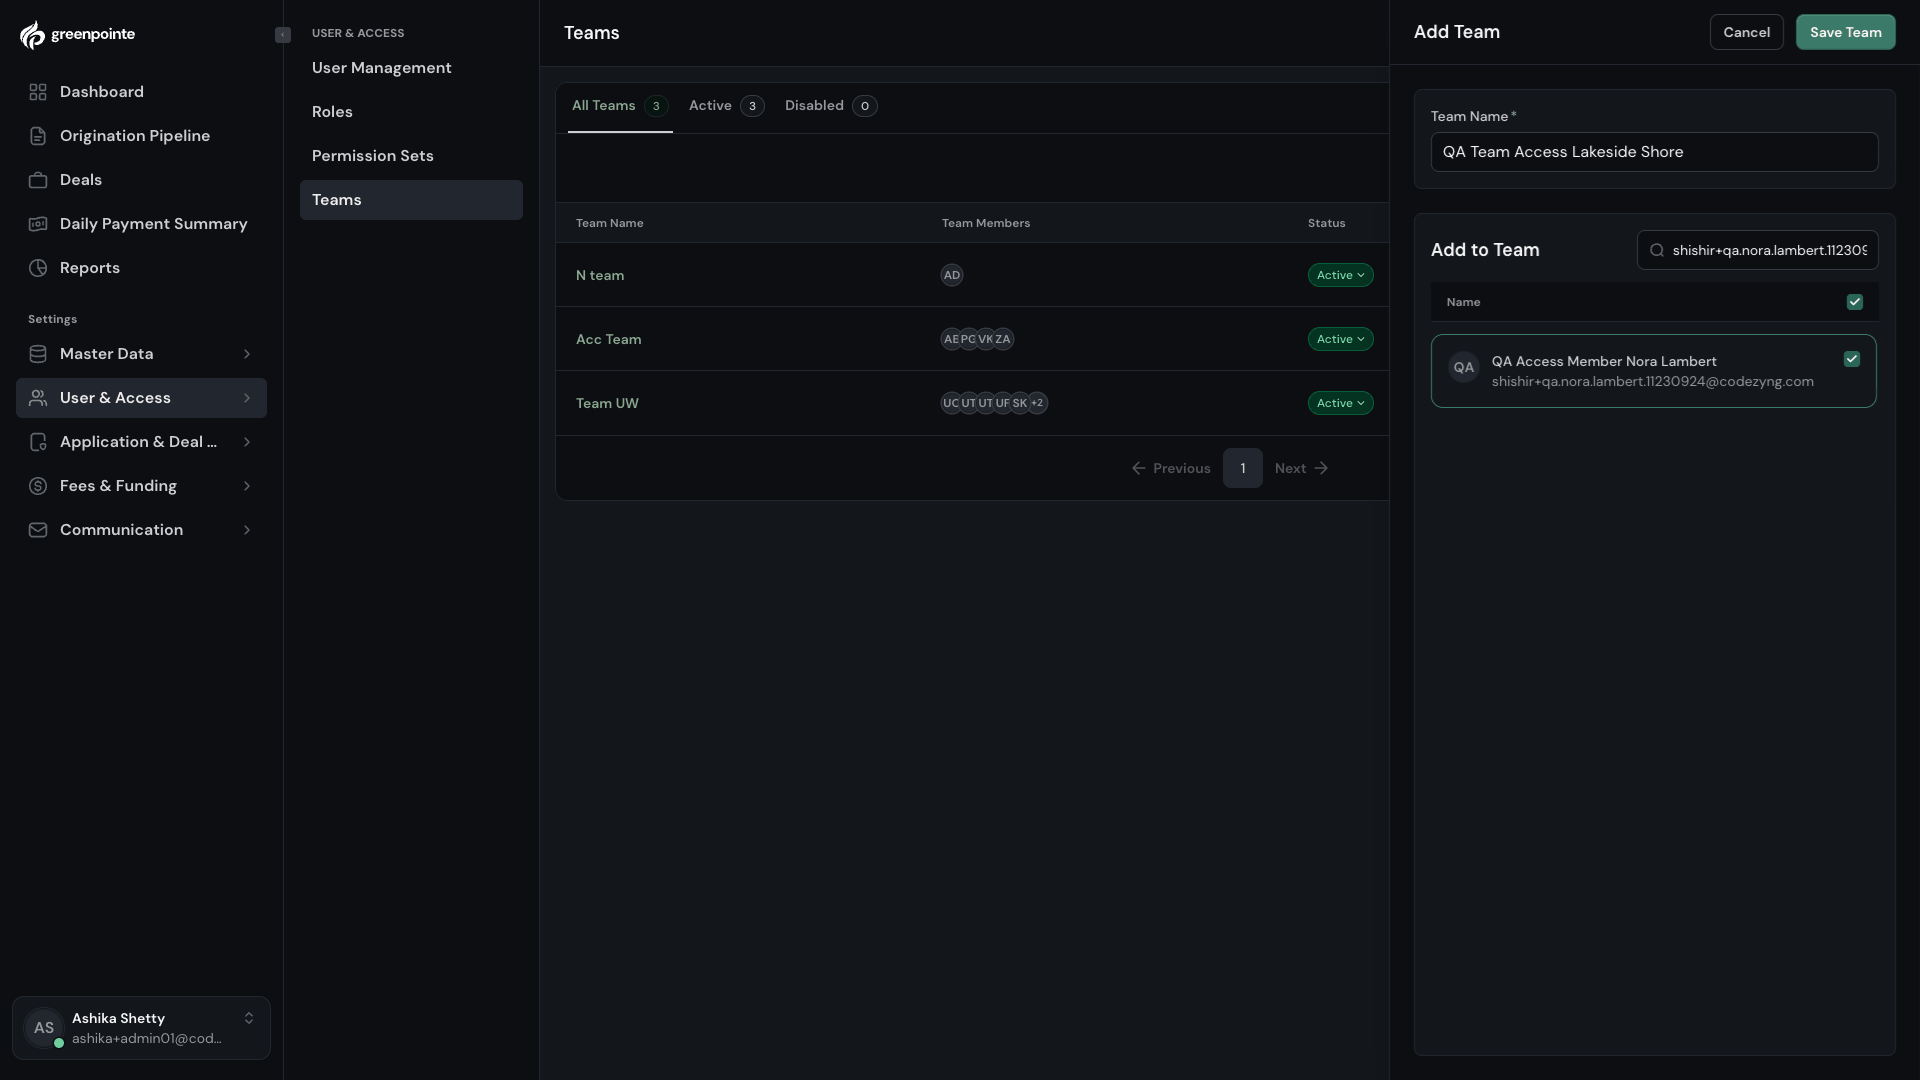 greenpointe
Dashboard
Origination Pipeline
Deals
Daily Payment Summary
Reports
Settings
Master Data
User & Access
Application & Deal ...
Fees & Funding
Communication
AS
Ashika Shetty
ashika+admin01@cod...
USER & ACCESS
User Management
Roles
Permission Sets
Teams
Teams
All Teams 3 Active 3 Disabled 0
Team Name Team Members Status
N team AD Active
Acc Team AE PC VK ZA Active
Team UW UC UT UT UF SK +2 Active
Previous 1 Next
Add Team Cancel Save Team
Team Name *
QA Team Access Lakeside Shore
Add to Team shishir+qa.nora.lambert.112309
Name
QA
QA Access Member Nora Lambert
shishir+qa.nora.lambert.11230924@codezyng.com